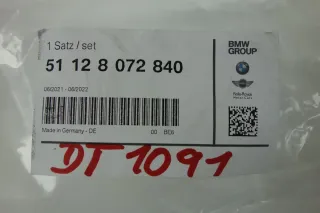 1 Satz / set
BMW
GROUP
51 12 8 072 840
06/2021 - 06/2022
Made in Germany - DE
00 BDI
DT 1091